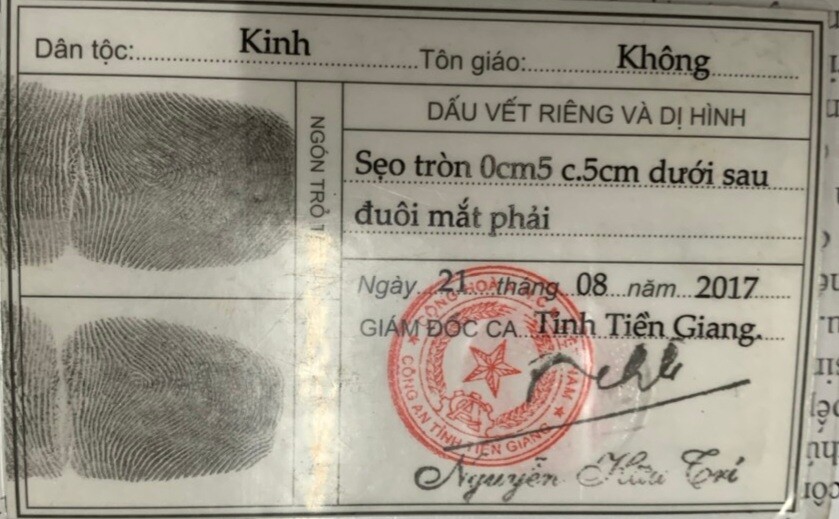 Dân tộc: Kinh Tôn giáo: Không
NGÓN TRỎ
DẤU VẾT RIÊNG VÀ DỊ HÌNH
Sẹo tròn 0cm5 c.5cm dưới sau
đuôi mắt phải
Ngày 21 tháng 08 năm 2017
GIÁM ĐỐC CA Tỉnh Tiền Giang.
CÔNG AN TỈNH TIỀN GIANG
Nguyễn Hữu Trí